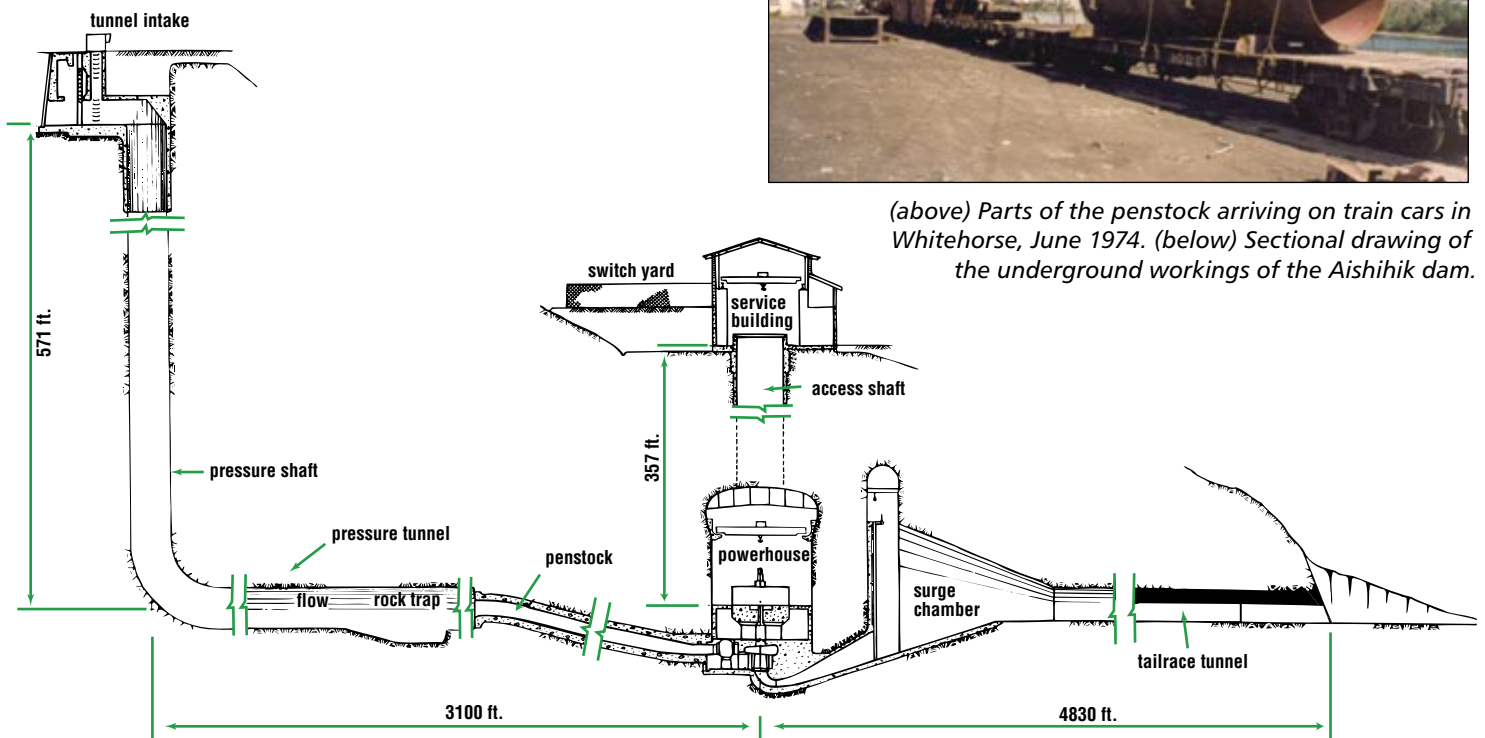 tunnel intake
(above) Parts of the penstock arriving on train cars in
Whitehorse, June 1974. (below) Sectional drawing of
the underground workings of the Aishihik dam.
switch yard
service
building
571 ft.
access shaft
357 ft.
pressure shaft
pressure tunnel
penstock
powerhouse
flow
rock trap
surge
chamber
tailrace tunnel
3100 ft.
4830 ft.